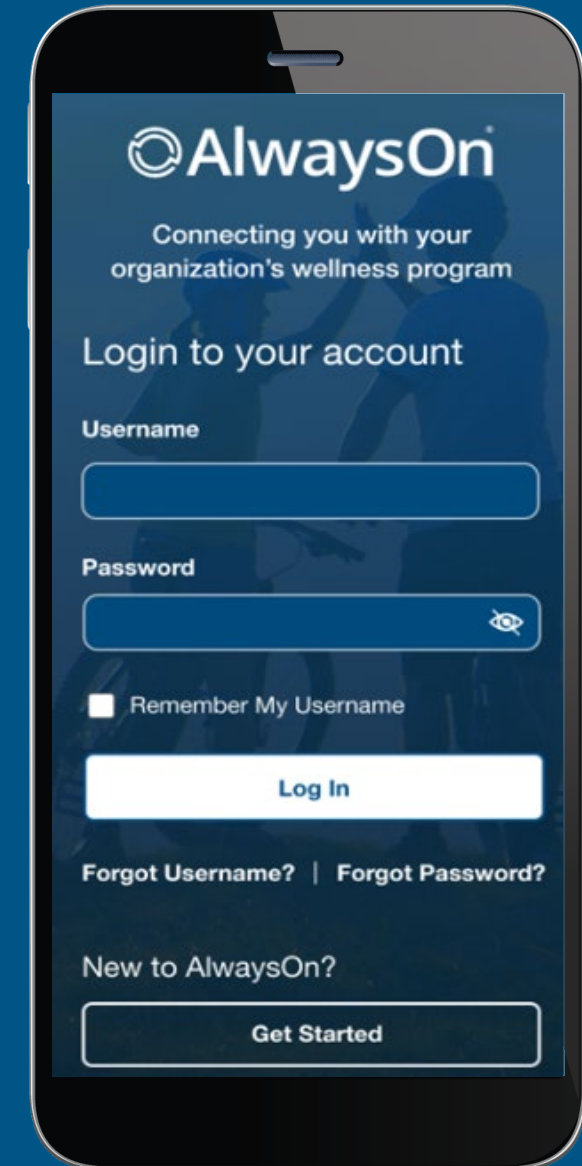 AlwaysOn
Connecting you with your
organization's wellness program
Login to your account
Username
Password
Remember My Username
Log In
Forgot Username? | Forgot Password?
New to AlwaysOn?
Get Started